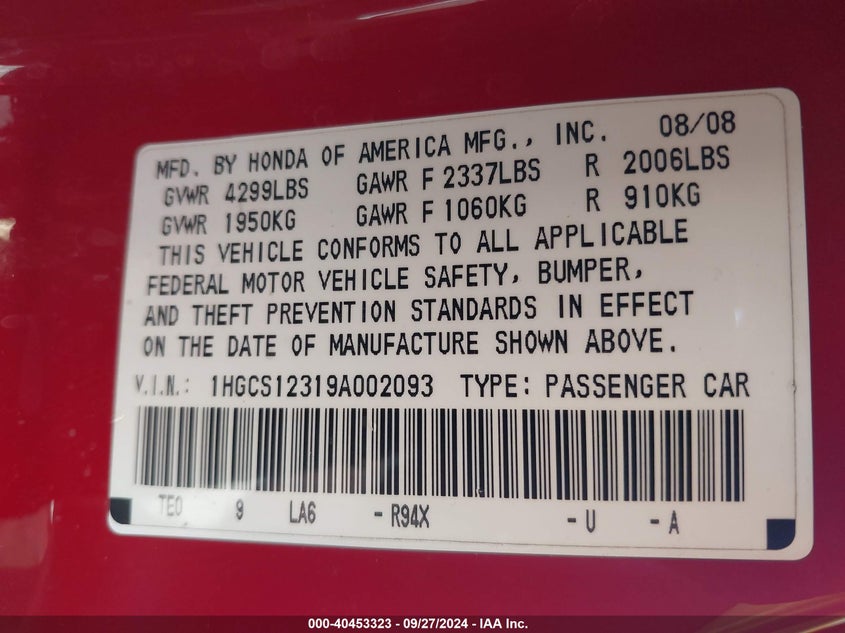 MFD. BY HONDA OF AMERICA MFG., INC. 08/08
GVWR 4299LBS GAWR F 2337LBS R 2006LBS
GVWR 1950KG GAWR F 1060KG R 910KG
THIS VEHICLE CONFORMS TO ALL APPLICABLE
FEDERAL MOTOR VEHICLE SAFETY, BUMPER,
AND THEFT PREVENTION STANDARDS IN EFFECT
ON THE DATE OF MANUFACTURE SHOWN ABOVE.
V.I.N.: 1HGCS12319A002093 TYPE: PASSENGER CAR
TE0 9 LA6 - R94X - U - A
000-40453323 - 09/27/2024 - IAA Inc.